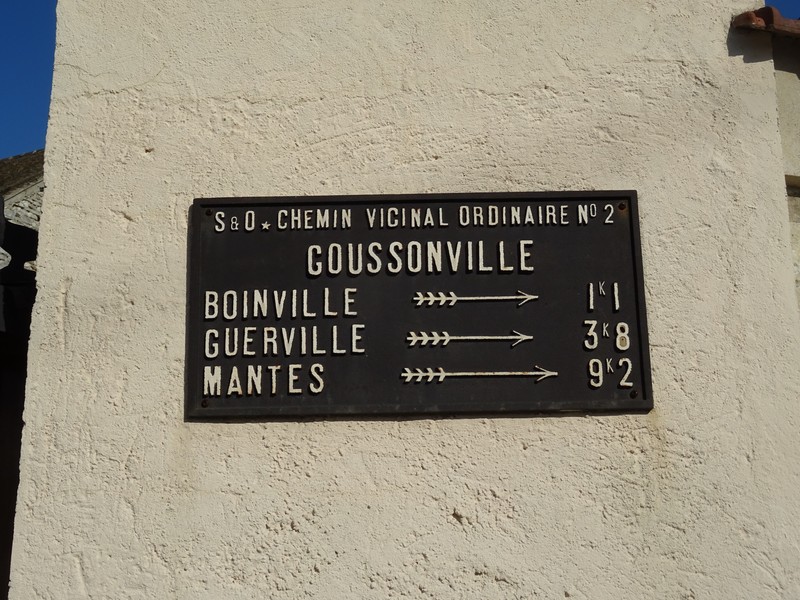 S&O ★ CHEMIN VICINAL ORDINAIRE Nº 2
GOUSSONVILLE
BOINVILLE 1K1
GUERVILLE 3K8
MANTES 9K2